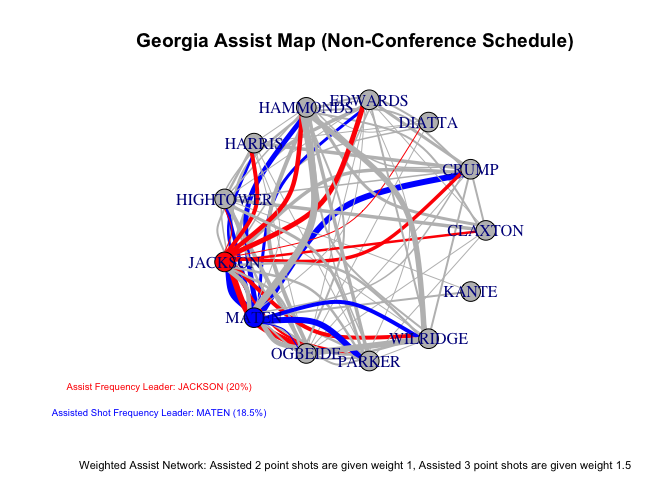 Georgia Assist Map (Non-Conference Schedule)
EDWARDS
HAMMONDS
DIATTA
HARRIS
CRUMP
HIGHTOWER
CLAXTON
JACKSON
KANTE
MATEN
WILRIDGE
OGBEIDE
PARKER
Assist Frequency Leader: JACKSON (20%)
Assisted Shot Frequency Leader: MATEN (18.5%)
Weighted Assist Network: Assisted 2 point shots are given weight 1, Assisted 3 point shots are given weight 1.5